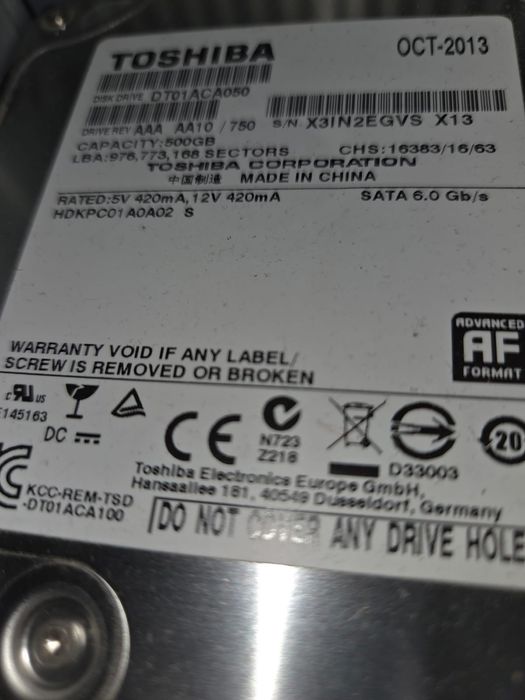 TOSHIBA
OCT-2013
DISK DRIVE DT01ACA050
DRIVE REV AAA AA10 / 750 S/N X3IN2EGVS X13
CAPACITY:500GB
LBA:976,773,168 SECTORS CHS:16383/16/63
TOSHIBA CORPORATION
中国制造 MADE IN CHINA
RATED:5V 420mA, 12V 420mA SATA 6.0 Gb/s
HDKPC01A0A02 S
ADVANCED
AF
FORMAT
WARRANTY VOID IF ANY LABEL/
SCREW IS REMOVED OR BROKEN
c RU us
E145163
DC
CE
N723
Z218
D33003
20
KCC-REM-TSD
-DT01ACA100
Toshiba Electronics Europe GmbH,
Hansaallee 181, 40549 Dusseldorf, Germany
DO NOT COVER ANY DRIVE HOLE